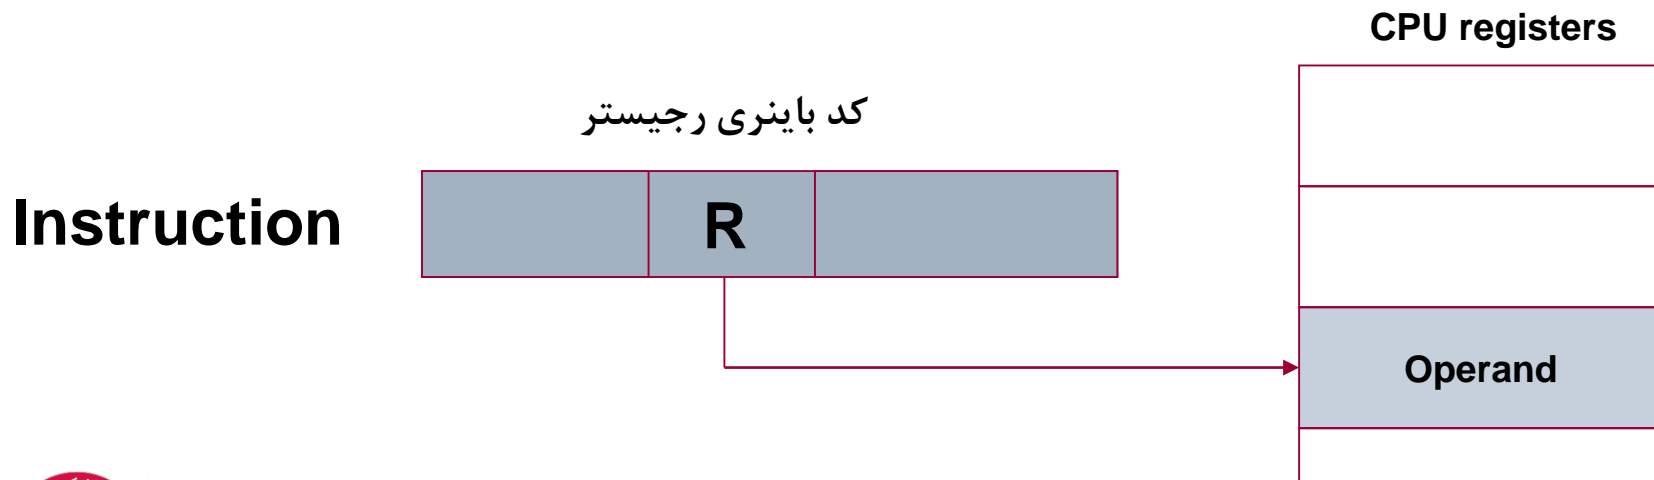 CPU registers
کد باینری رجیستر
Instruction
R
Operand